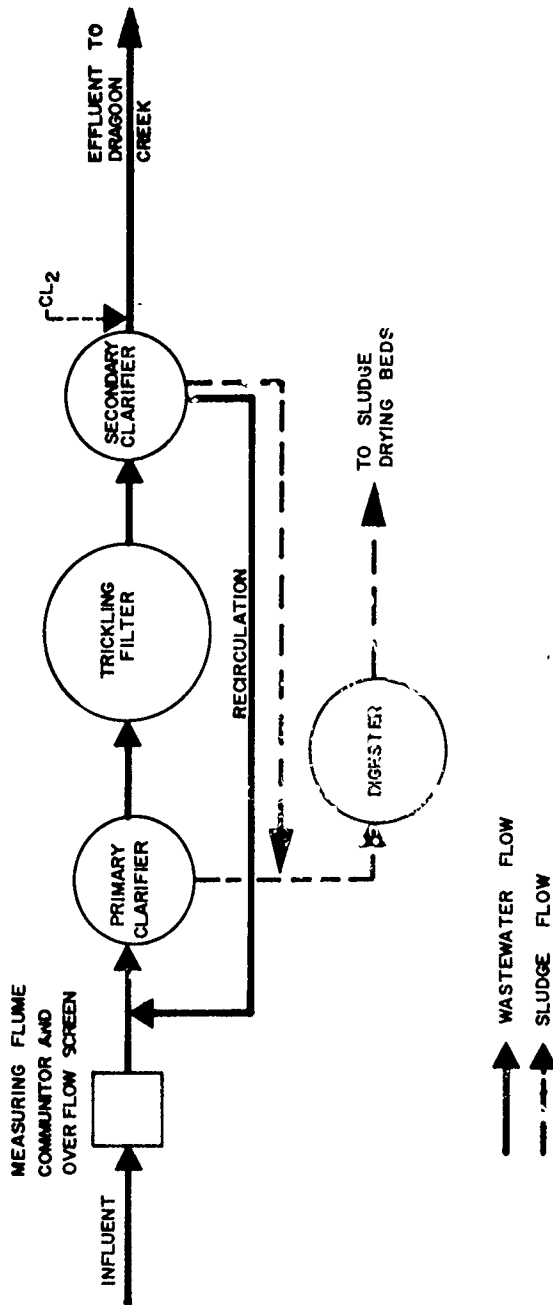 MEASURING FLUME
COMMUNITOR AND
OVER FLOW SCREEN
INFLUENT
PRIMARY
CLARIFIER
TRICKLING
FILTER
SECONDARY
CLARIFIER
CL2
EFFLUENT TO
DRAGOON
CREEK
RECIRCULATION
DIGESTER
TO SLUDGE
DRYING BEDS
WASTEWATER FLOW
SLUDGE FLOW